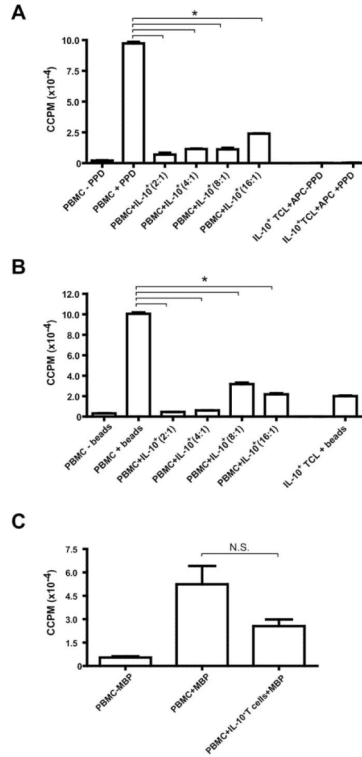 A
*
CCPM (x10⁻⁴)
10.0
7.5
5.0
2.5
0
PBMC - PPD
PBMC + PPD
PBMC+IL-10⁺(2:1)
PBMC+IL-10⁺(4:1)
PBMC+IL-10⁺(8:1)
PBMC+IL-10⁺(16:1)
IL-10⁺ TCL+APC-PPD
IL-10⁺TCL+APC +PPD
B
*
CCPM (x10⁻⁴)
12.0
10.0
8.0
6.0
4.0
2.0
0
PBMC - beads
PBMC + beads
PBMC+IL-10⁺(2:1)
PBMC+IL-10⁺(4:1)
PBMC+IL-10⁺(8:1)
PBMC+IL-10⁺(16:1)
IL-10⁺ TCL + beads
C
N.S.
CCPM (x10⁻⁴)
7.5
6.0
4.5
3.0
1.5
0
PBMC-MBP
PBMC+MBP
PBMC+IL-10⁺T cells+MBP